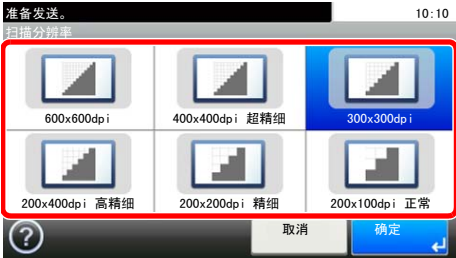 准备发送。 10:10
扫描分辨率
600x600dpi 400x400dpi 超精细 300x300dpi
200x400dpi 高精细 200x200dpi 精细 200x100dpi 正常
? 取消 确定